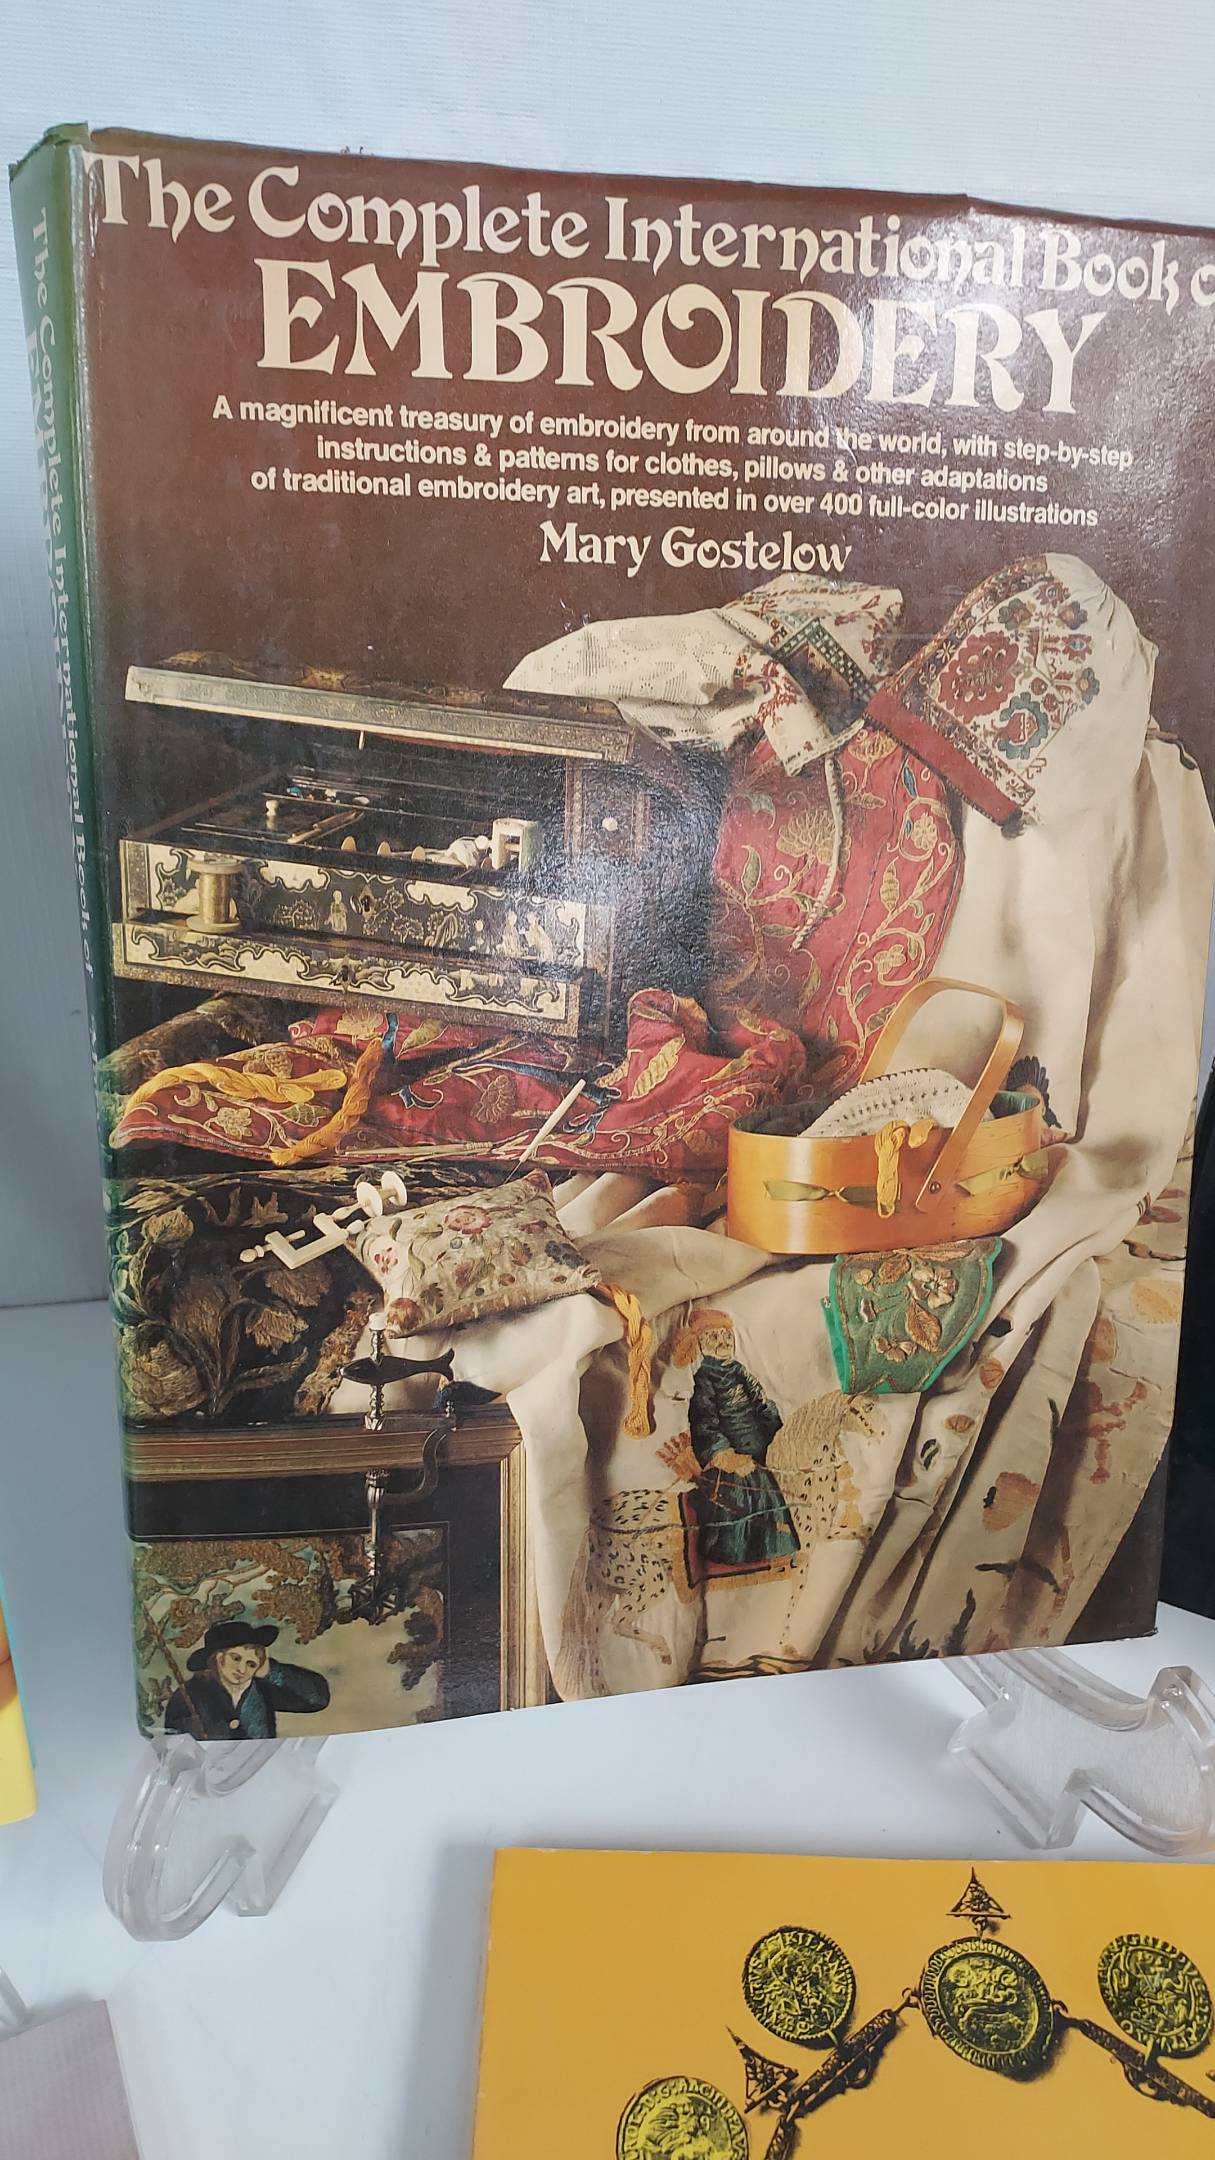 The Complete International Book o
EMBROIDERY
A magnificent treasury of embroidery from around the world, with step-by-step
instructions & patterns for clothes, pillows & other adaptations
of traditional embroidery art, presented in over 400 full-color illustrations
Mary Gostelow
The Complete International Book of